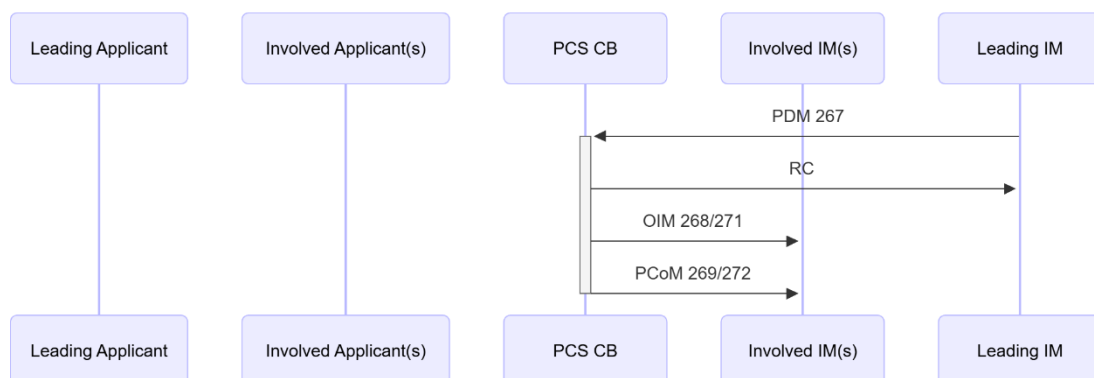 Leading Applicant
Involved Applicant(s)
PCS CB
Involved IM(s)
Leading IM
PDM 267
RC
OIM 268/271
PCoM 269/272
Leading Applicant
Involved Applicant(s)
PCS CB
Involved IM(s)
Leading IM